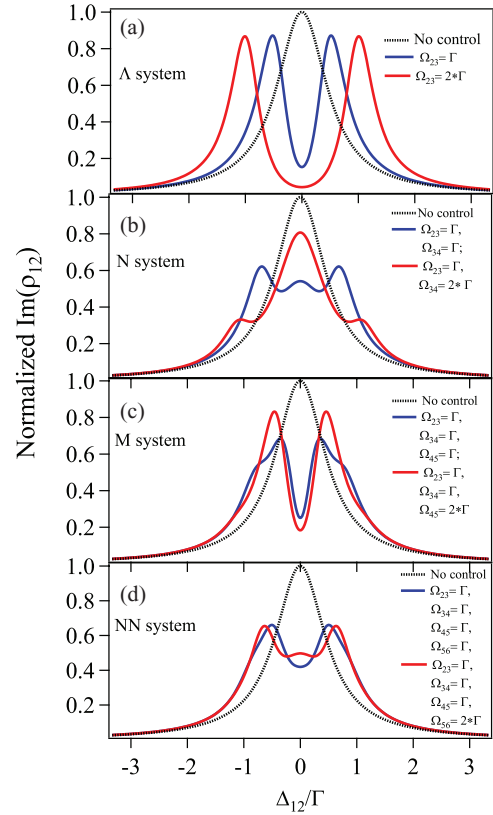 Normalized Im(ρ12)
(a)
Λ system
No control
Ω23= Γ
Ω23= 2*Γ
1.0
0.8
0.6
0.4
0.2
(b)
N system
No control
Ω23= Γ,
Ω34= Γ;
Ω23= Γ,
Ω34= 2* Γ
1.0
0.8
0.6
0.4
0.2
(c)
M system
No control
Ω23= Γ,
Ω34= Γ,
Ω45= Γ;
Ω23= Γ,
Ω34= Γ,
Ω45= 2*Γ
1.0
0.8
0.6
0.4
0.2
(d)
NN system
No control
Ω23= Γ,
Ω34= Γ,
Ω45= Γ,
Ω56= Γ,
Ω23= Γ,
Ω34= Γ,
Ω45= Γ,
Ω56= 2*Γ
1.0
0.8
0.6
0.4
0.2
-3 -2 -1 0 1 2 3
Δ12/Γ